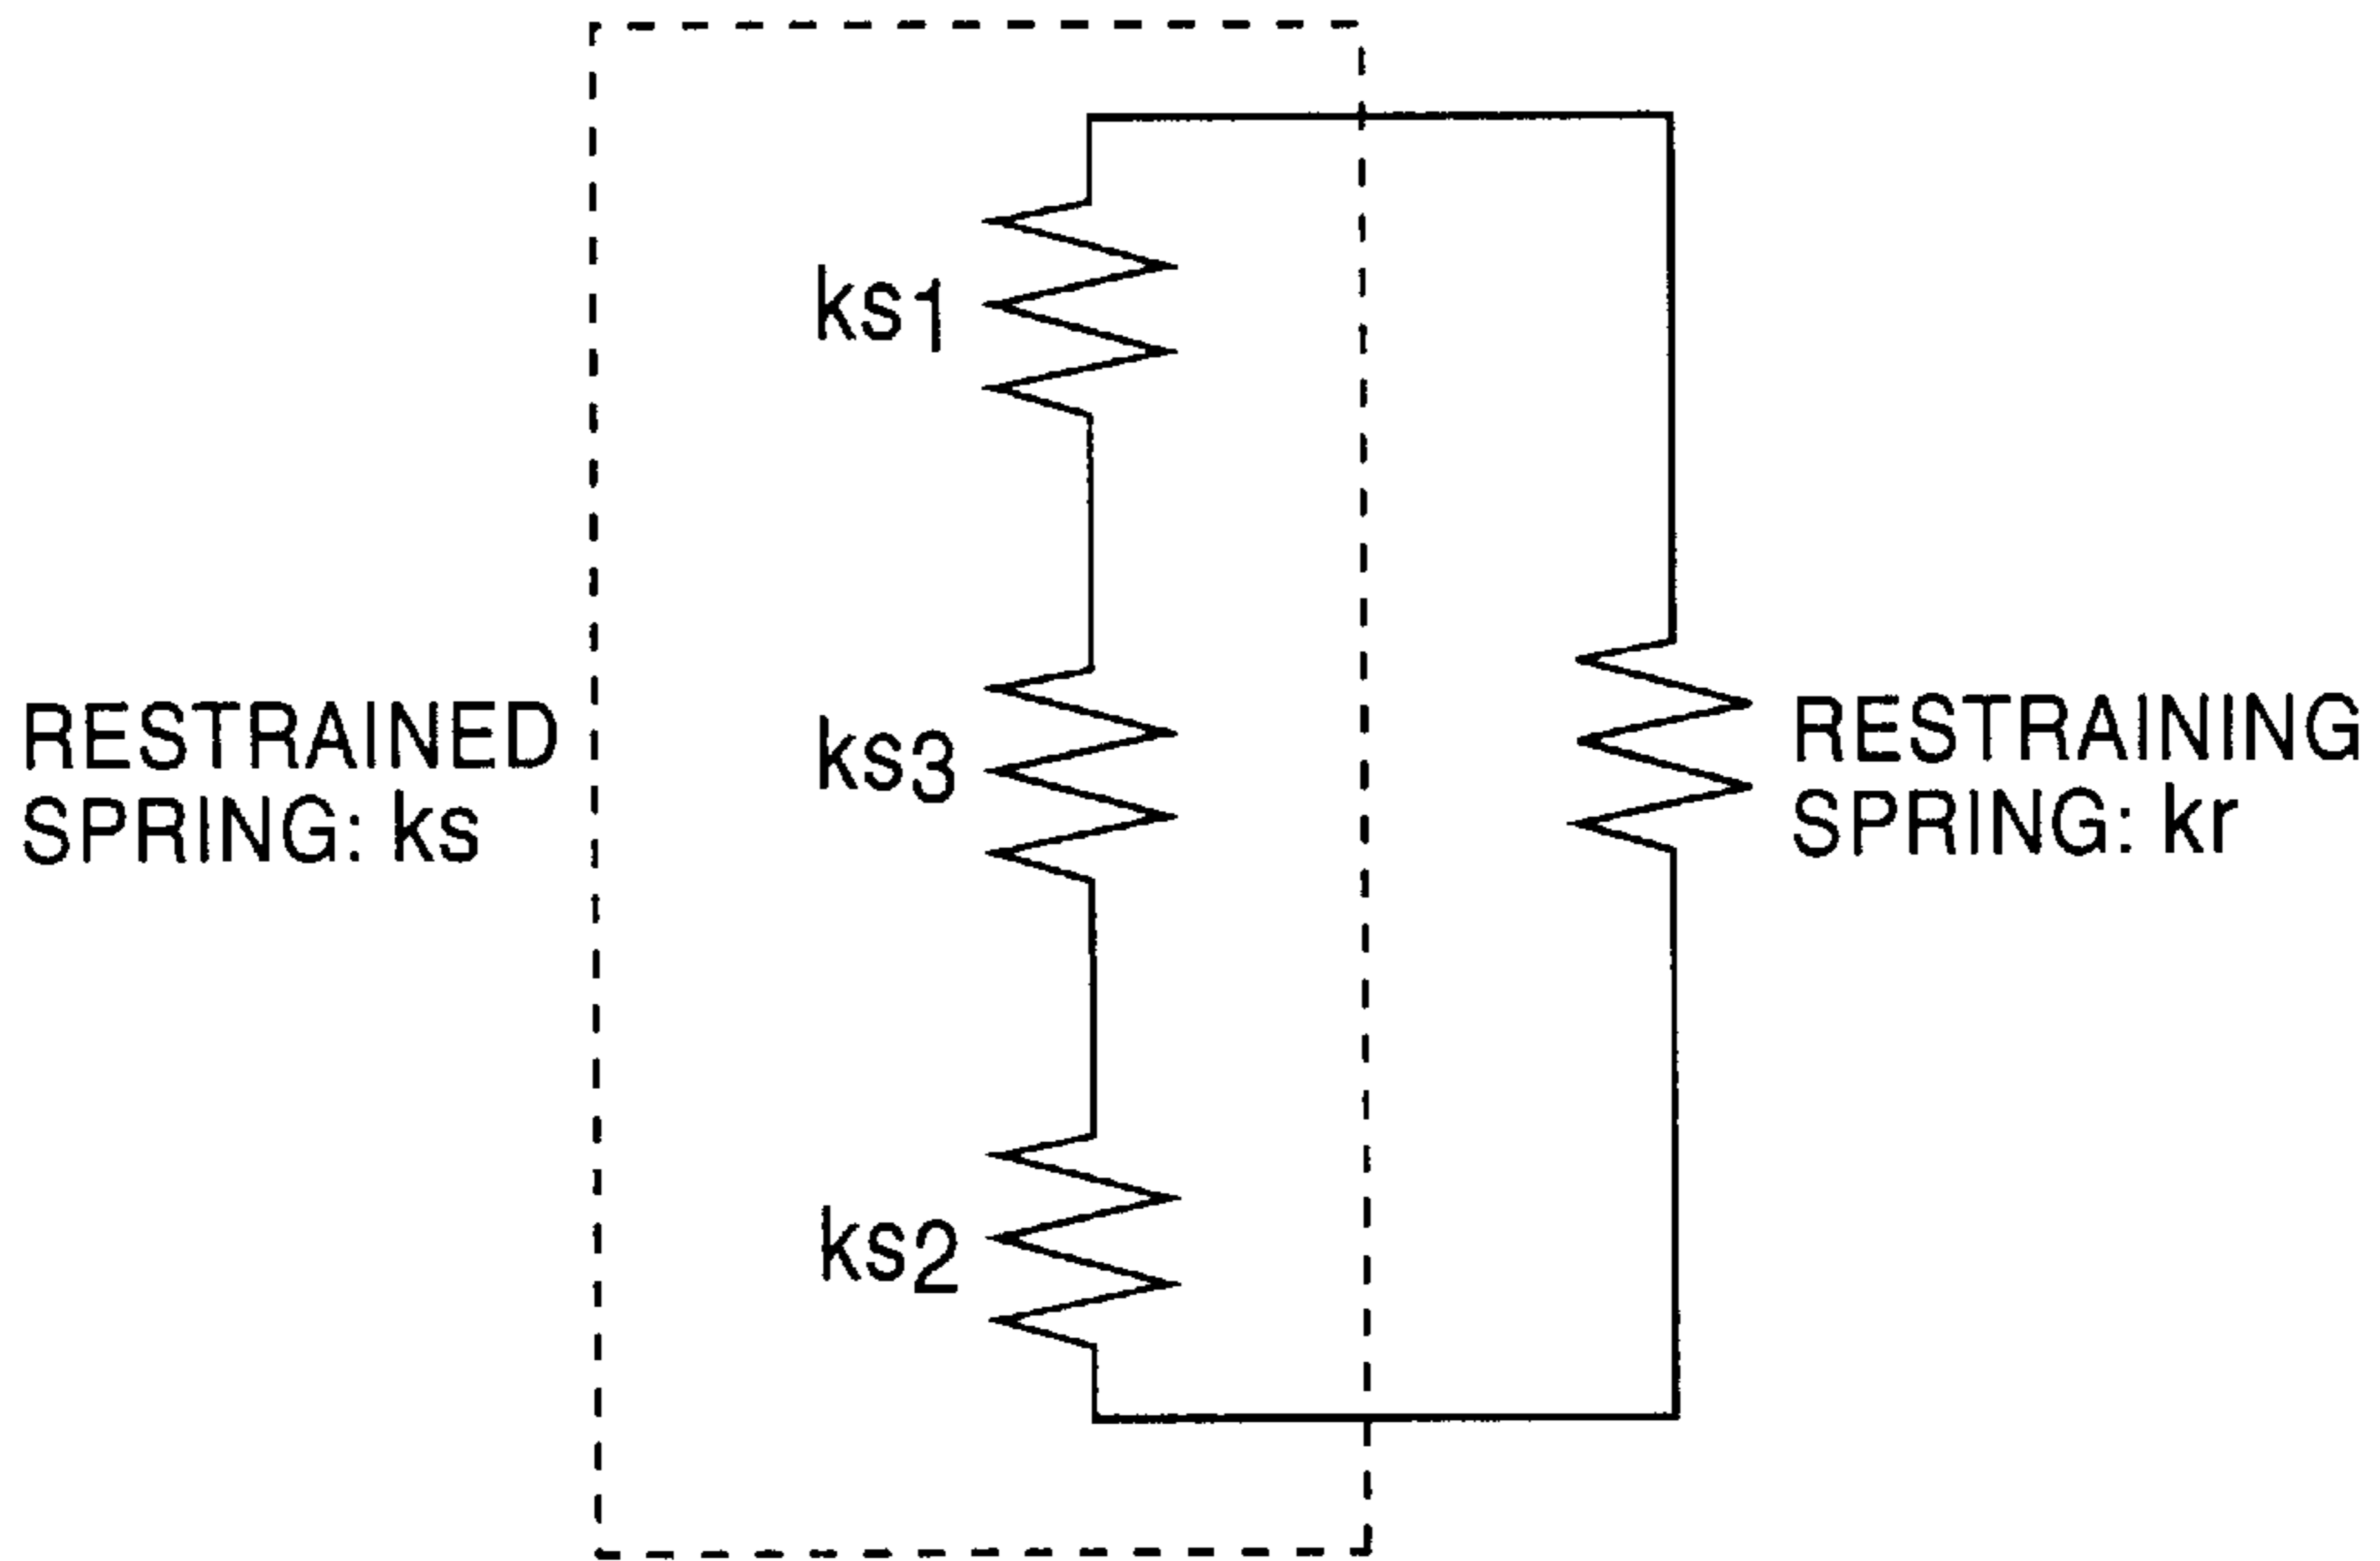 ks1
RESTRAINED
SPRING: ks
ks3
RESTRAINING
SPRING: kr
ks2